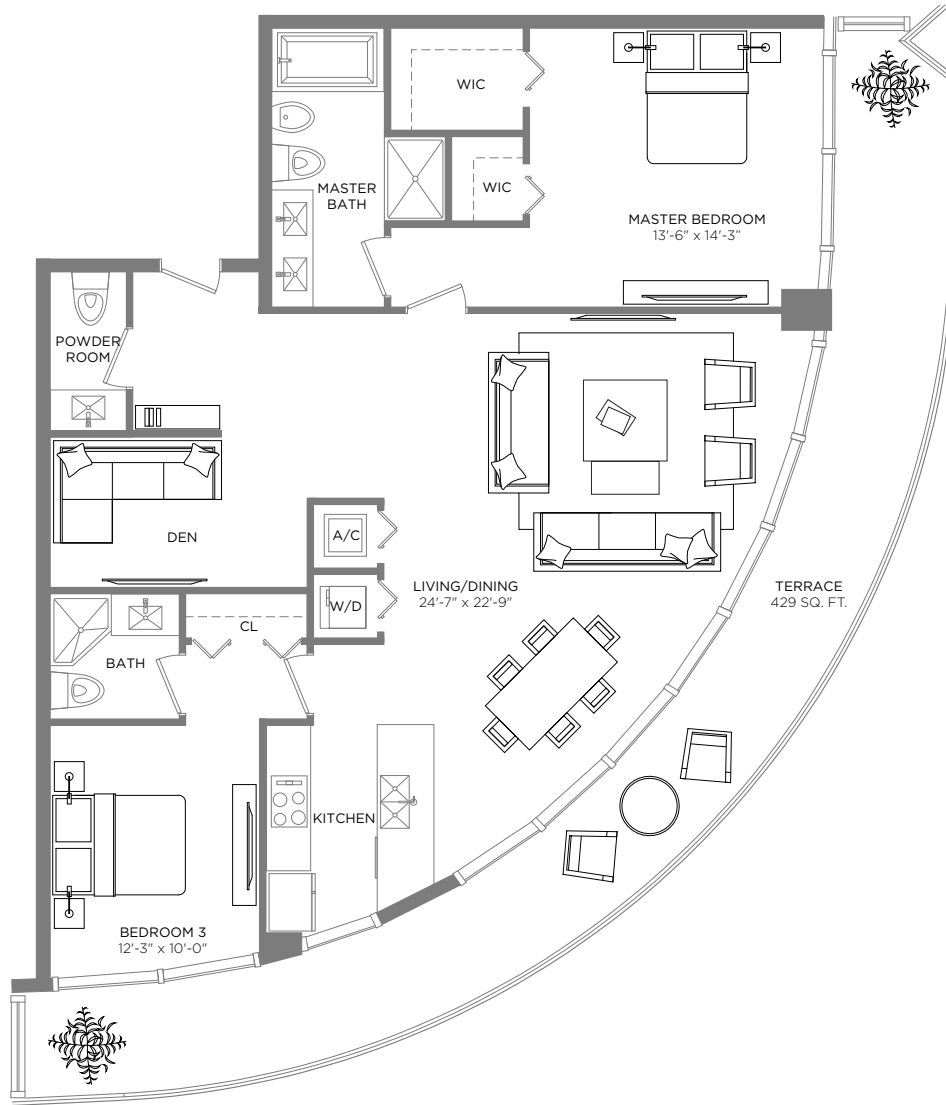 WIC
WIC
MASTER
BATH
MASTER BEDROOM
13'-6" x 14'-3"
POWDER
ROOM
DEN
A/C
W/D
LIVING/DINING
24'-7" x 22'-9"
TERRACE
429 SQ. FT.
CL
BATH
KITCHEN
BEDROOM 3
12'-3" x 10'-0"